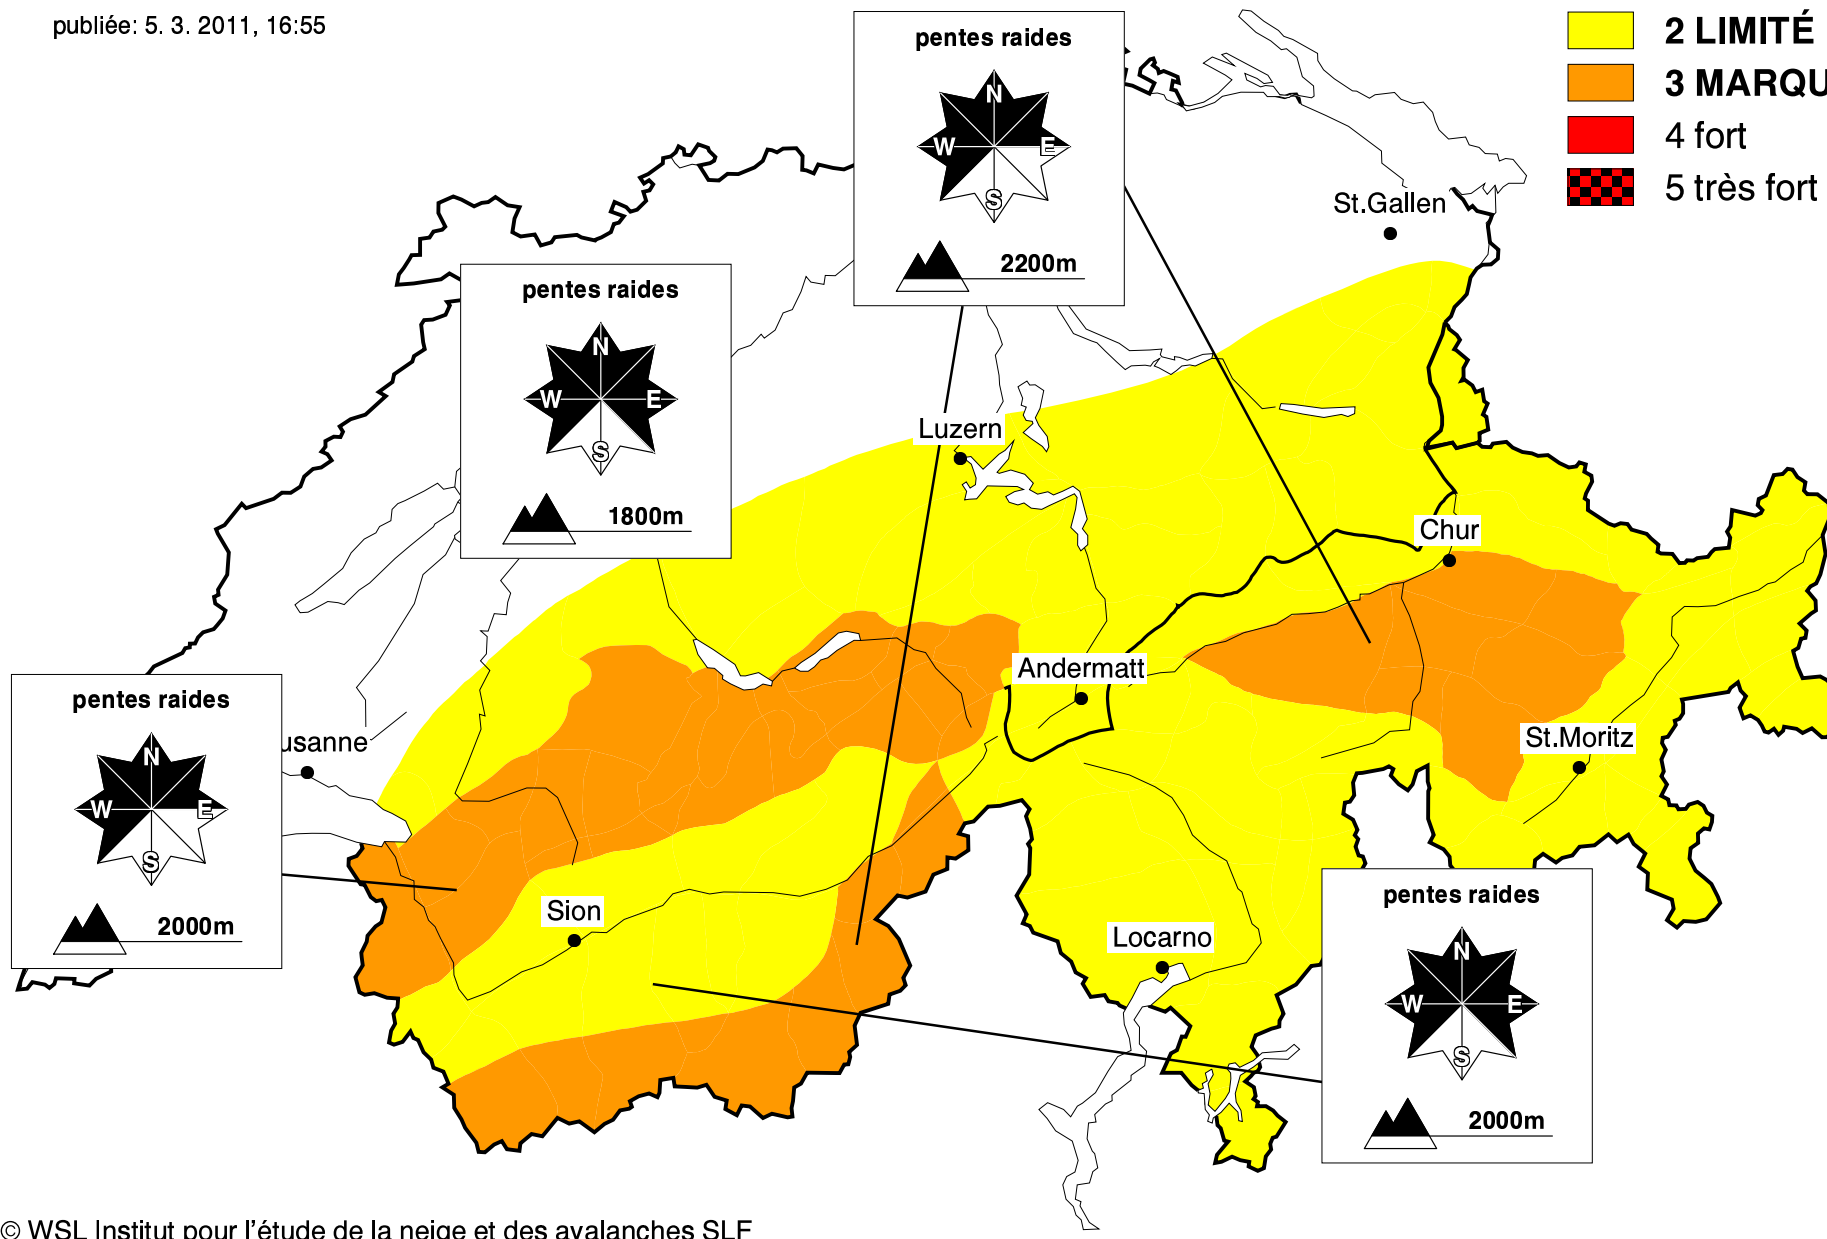 publiée: 5. 3. 2011, 16:55
2 LIMITÉ
3 MARQU
4 fort
5 très fort
pentes raides
N
W E
S
2200m
St.Gallen
pentes raides
N
W E
S
1800m
Luzern
Chur
Andermatt
pentes raides
N
W E
S
2000m
usanne
St.Moritz
Sion
Locarno
pentes raides
N
W E
S
2000m
© WSL Institut pour l'étude de la neige et des avalanches SLF